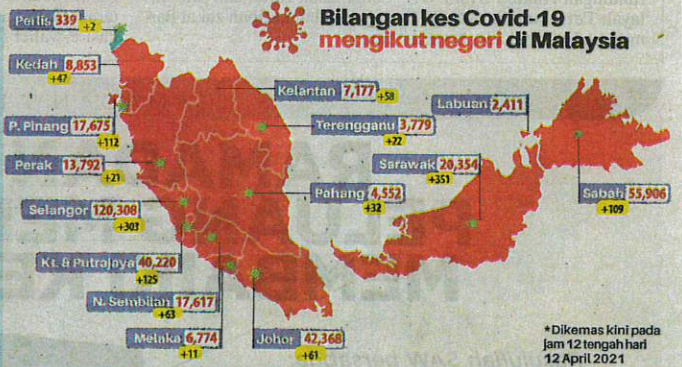 Bilangan kes Covid-19
mengikut negeri di Malaysia
Perlis 339
+2
Kedah 8,853
+47
P. Pinang 17,675
+112
Perak 13,792
+21
Selangor 120,308
+303
KL & Putrajaya 40,220
+125
N. Sembilan 17,617
+63
Melaka 6,774
+11
Johor 42,368
+61
Kelantan 7,177
+58
Terengganu 3,779
+22
Pahang 4,552
+32
Labuan 2,411
Sarawak 20,354
+351
Sabah 55,906
+109
*Dikemas kini pada
jam 12 tengah hari
12 April 2021